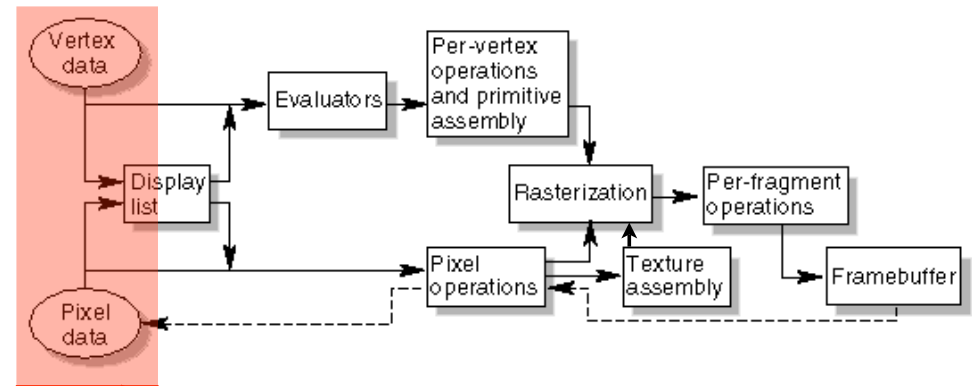 Vertex
data
Evaluators
Per-vertex
operations
and primitive
assembly
Display
list
Rasterization
Per-fragment
operations
Pixel
operations
Texture
assembly
Framebuffer
Pixel
data